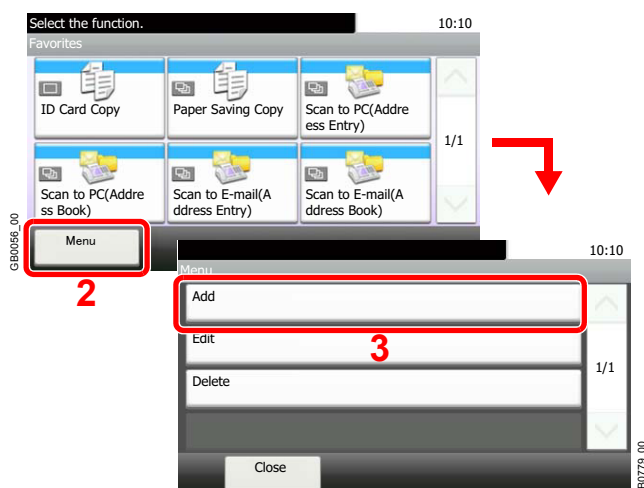 Select the function.
10:10
Favorites
ID Card Copy
Paper Saving Copy
Scan to PC(Addre
ess Entry)
1/1
Scan to PC(Addre
ss Book)
Scan to E-mail(A
ddress Entry)
Scan to E-mail(A
ddress Book)
GB0056_00
Menu
2
10:10
Menu
Add
Edit
3
1/1
Delete
Close
B0779_00